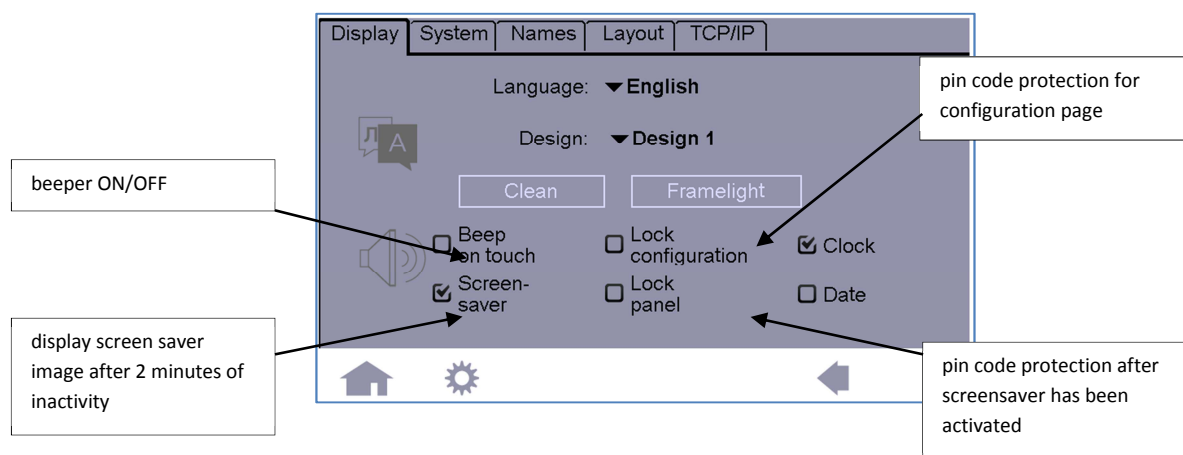 Display System Names Layout TCP/IP
Language: English
pin code protection for
configuration page
Л A
Design: Design 1
beeper ON/OFF
Clean Framelight
Beep
on touch
Lock
configuration
Clock
Screen-
saver
Lock
panel
Date
display screen saver
image after 2 minutes of
inactivity
pin code protection after
screensaver has been
activated